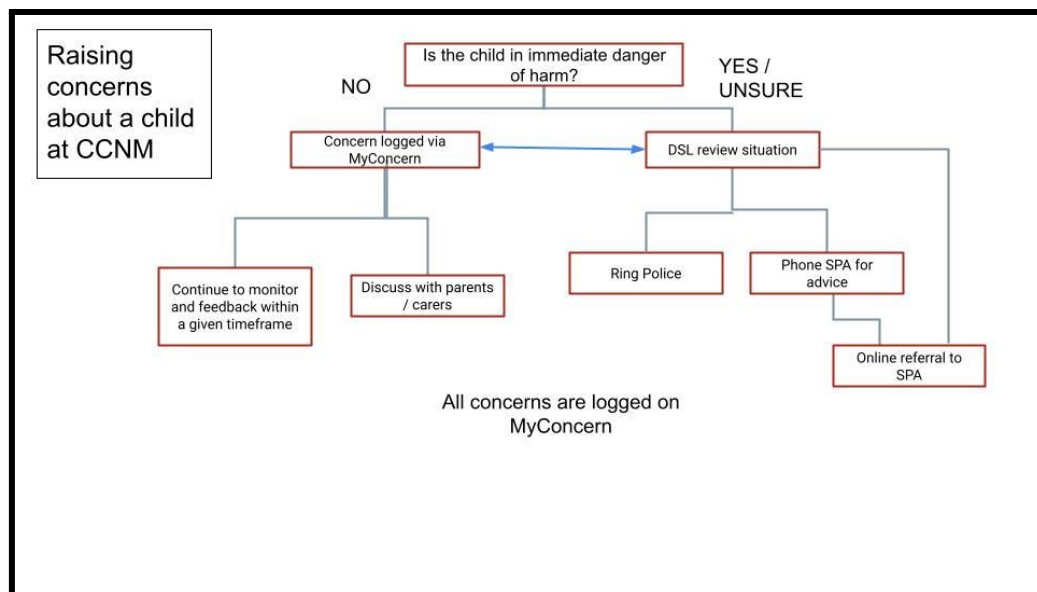 Raising
concerns
about a child
at CCNM
Is the child in immediate danger
of harm?
NO
YES /
UNSURE
Concern logged via
MyConcern
DSL review situation
Continue to monitor
and feedback within
a given timeframe
Discuss with parents
/ carers
Ring Police
Phone SPA for
advice
Online referral to
SPA
All concerns are logged on
MyConcern